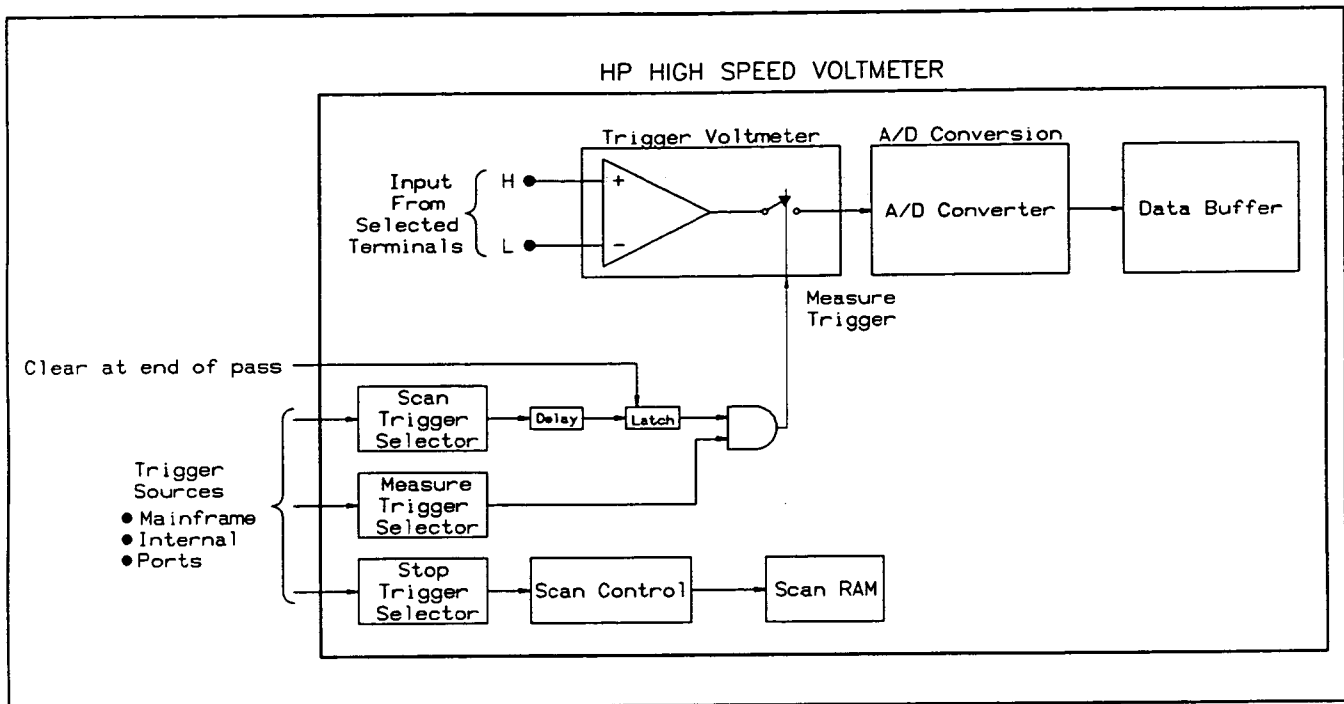 HP HIGH SPEED VOLTMETER
Trigger Voltmeter
A/D Conversion
Input
From
Selected
Terminals
H
L
+
−
A/D Converter
Data Buffer
Measure
Trigger
Clear at end of pass
Scan
Trigger
Selector
Delay
Latch
Trigger
Sources
● Mainframe
● Internal
● Ports
Measure
Trigger
Selector
Stop
Trigger
Selector
Scan Control
Scan RAM